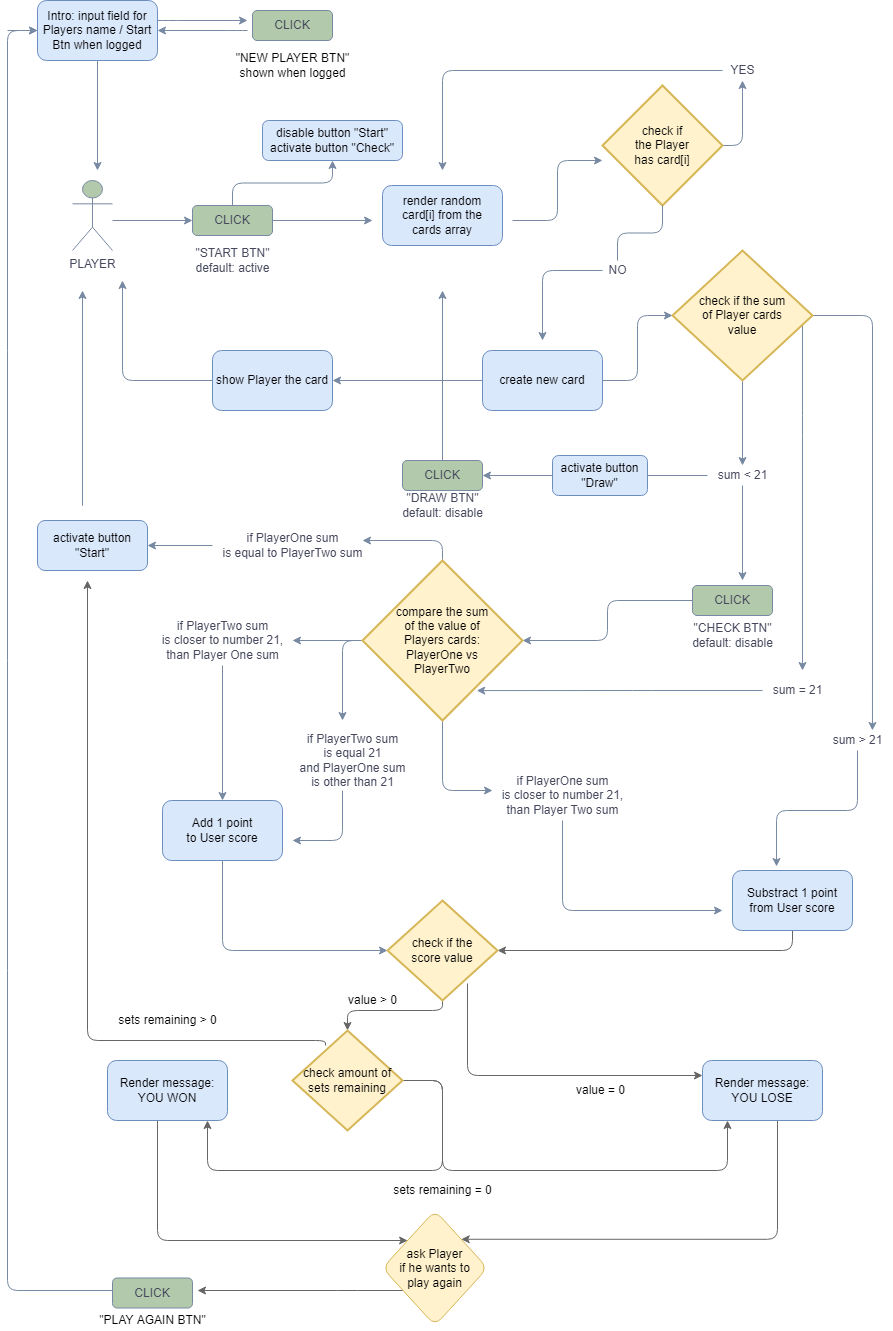 Intro: input field for
Players name / Start
Btn when logged
CLICK
"NEW PLAYER BTN"
shown when logged
YES
disable button "Start"
activate button "Check"
check if
the Player
has card[i]
render random
card[i] from the
cards array
CLICK
"START BTN"
default: active
PLAYER
NO
check if the sum
of Player cards
value
show Player the card
create new card
activate button
"Draw"
sum < 21
CLICK
"DRAW BTN"
default: disable
activate button
"Start"
if PlayerOne sum
is equal to PlayerTwo sum
compare the sum
of the value of
Players cards:
PlayerOne vs
PlayerTwo
CLICK
"CHECK BTN"
default: disable
if PlayerTwo sum
is closer to number 21,
than Player One sum
sum = 21
sum > 21
if PlayerTwo sum
is equal 21
and PlayerOne sum
is other than 21
if PlayerOne sum
is closer to number 21,
than Player Two sum
Add 1 point
to User score
Substract 1 point
from User score
check if the
score value
value > 0
sets remaining > 0
check amount of
sets remaining
Render message:
YOU WON
value = 0
Render message:
YOU LOSE
sets remaining = 0
ask Player
if he wants to
play again
CLICK
"PLAY AGAIN BTN"